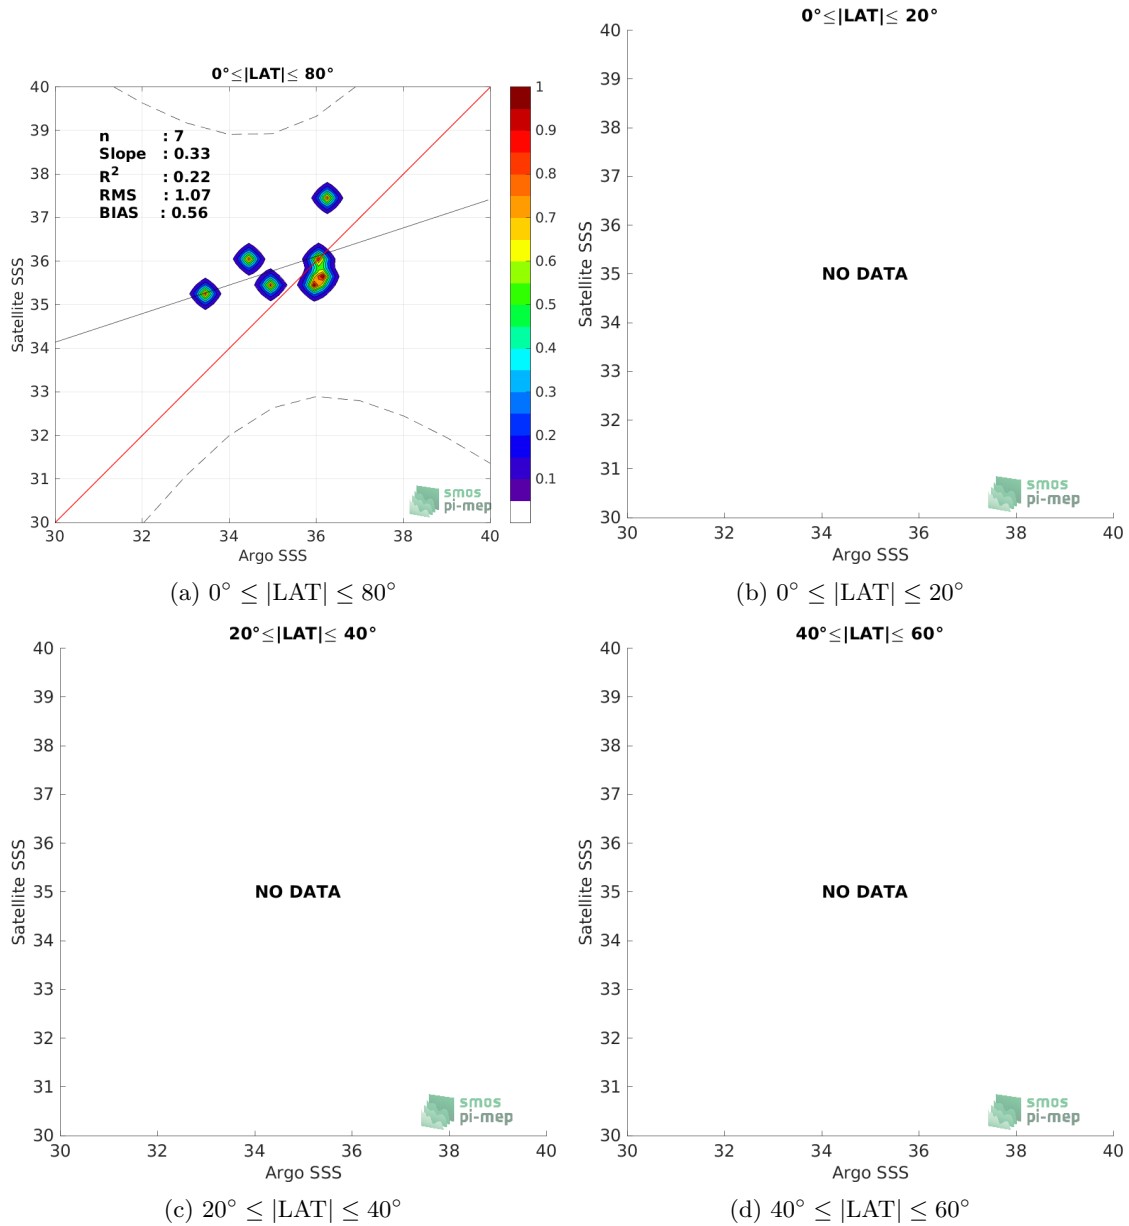 0°≤|LAT|≤ 80°
40
39
38
37
36
35
34
33
32
31
30
Satellite SSS
n : 7
Slope : 0.33
R² : 0.22
RMS : 1.07
BIAS : 0.56
smos
pi-mep
30 32 34 36 38 40
Argo SSS
1
0.9
0.8
0.7
0.6
0.5
0.4
0.3
0.2
0.1
(a) 0° ≤ |LAT| ≤ 80°
0°≤|LAT|≤ 20°
40
39
38
37
36
35
34
33
32
31
30
Satellite SSS
NO DATA
smos
pi-mep
30 32 34 36 38 40
Argo SSS
(b) 0° ≤ |LAT| ≤ 20°
20°≤|LAT|≤ 40°
40
39
38
37
36
35
34
33
32
31
30
Satellite SSS
NO DATA
smos
pi-mep
30 32 34 36 38 40
Argo SSS
(c) 20° ≤ |LAT| ≤ 40°
40°≤|LAT|≤ 60°
40
39
38
37
36
35
34
33
32
31
30
Satellite SSS
NO DATA
smos
pi-mep
30 32 34 36 38 40
Argo SSS
(d) 40° ≤ |LAT| ≤ 60°